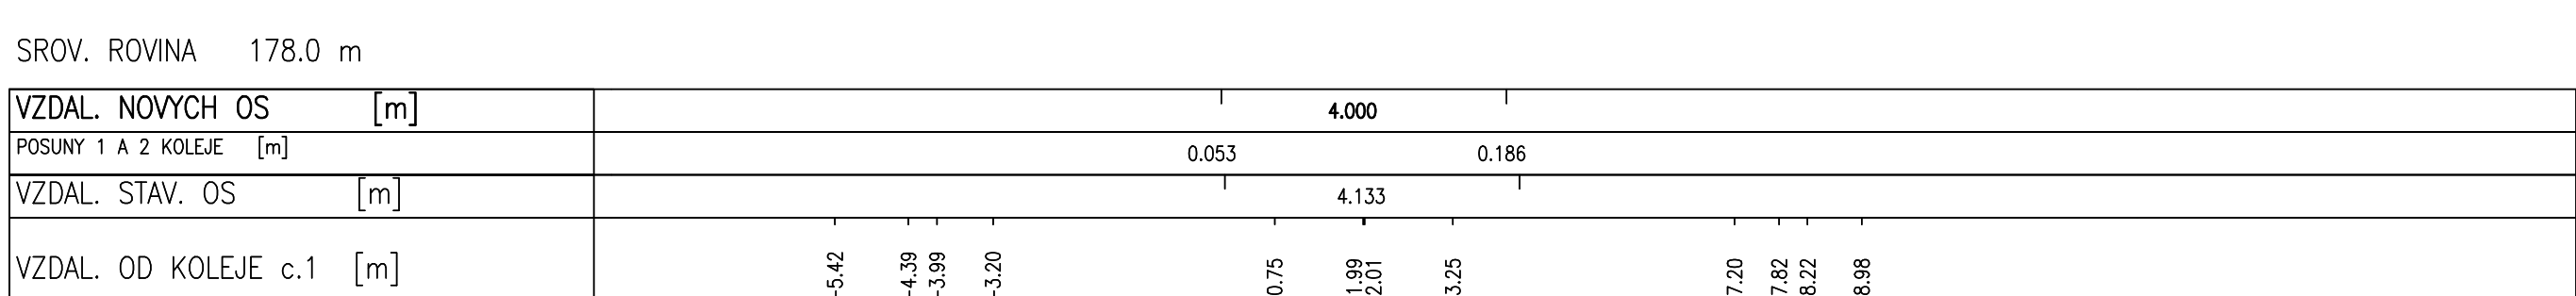 SROV. ROVINA 178.0 m
VZDAL. NOVYCH OS [m] 4.000
POSUNY 1 A 2 KOLEJE [m] 0.053 0.186
VZDAL. STAV. OS [m] 4.133
VZDAL. OD KOLEJE c.1 [m] -5.42 -4.39 -3.99 -3.20 0.75 1.99 2.01 3.25 7.20 7.82 8.22 8.98